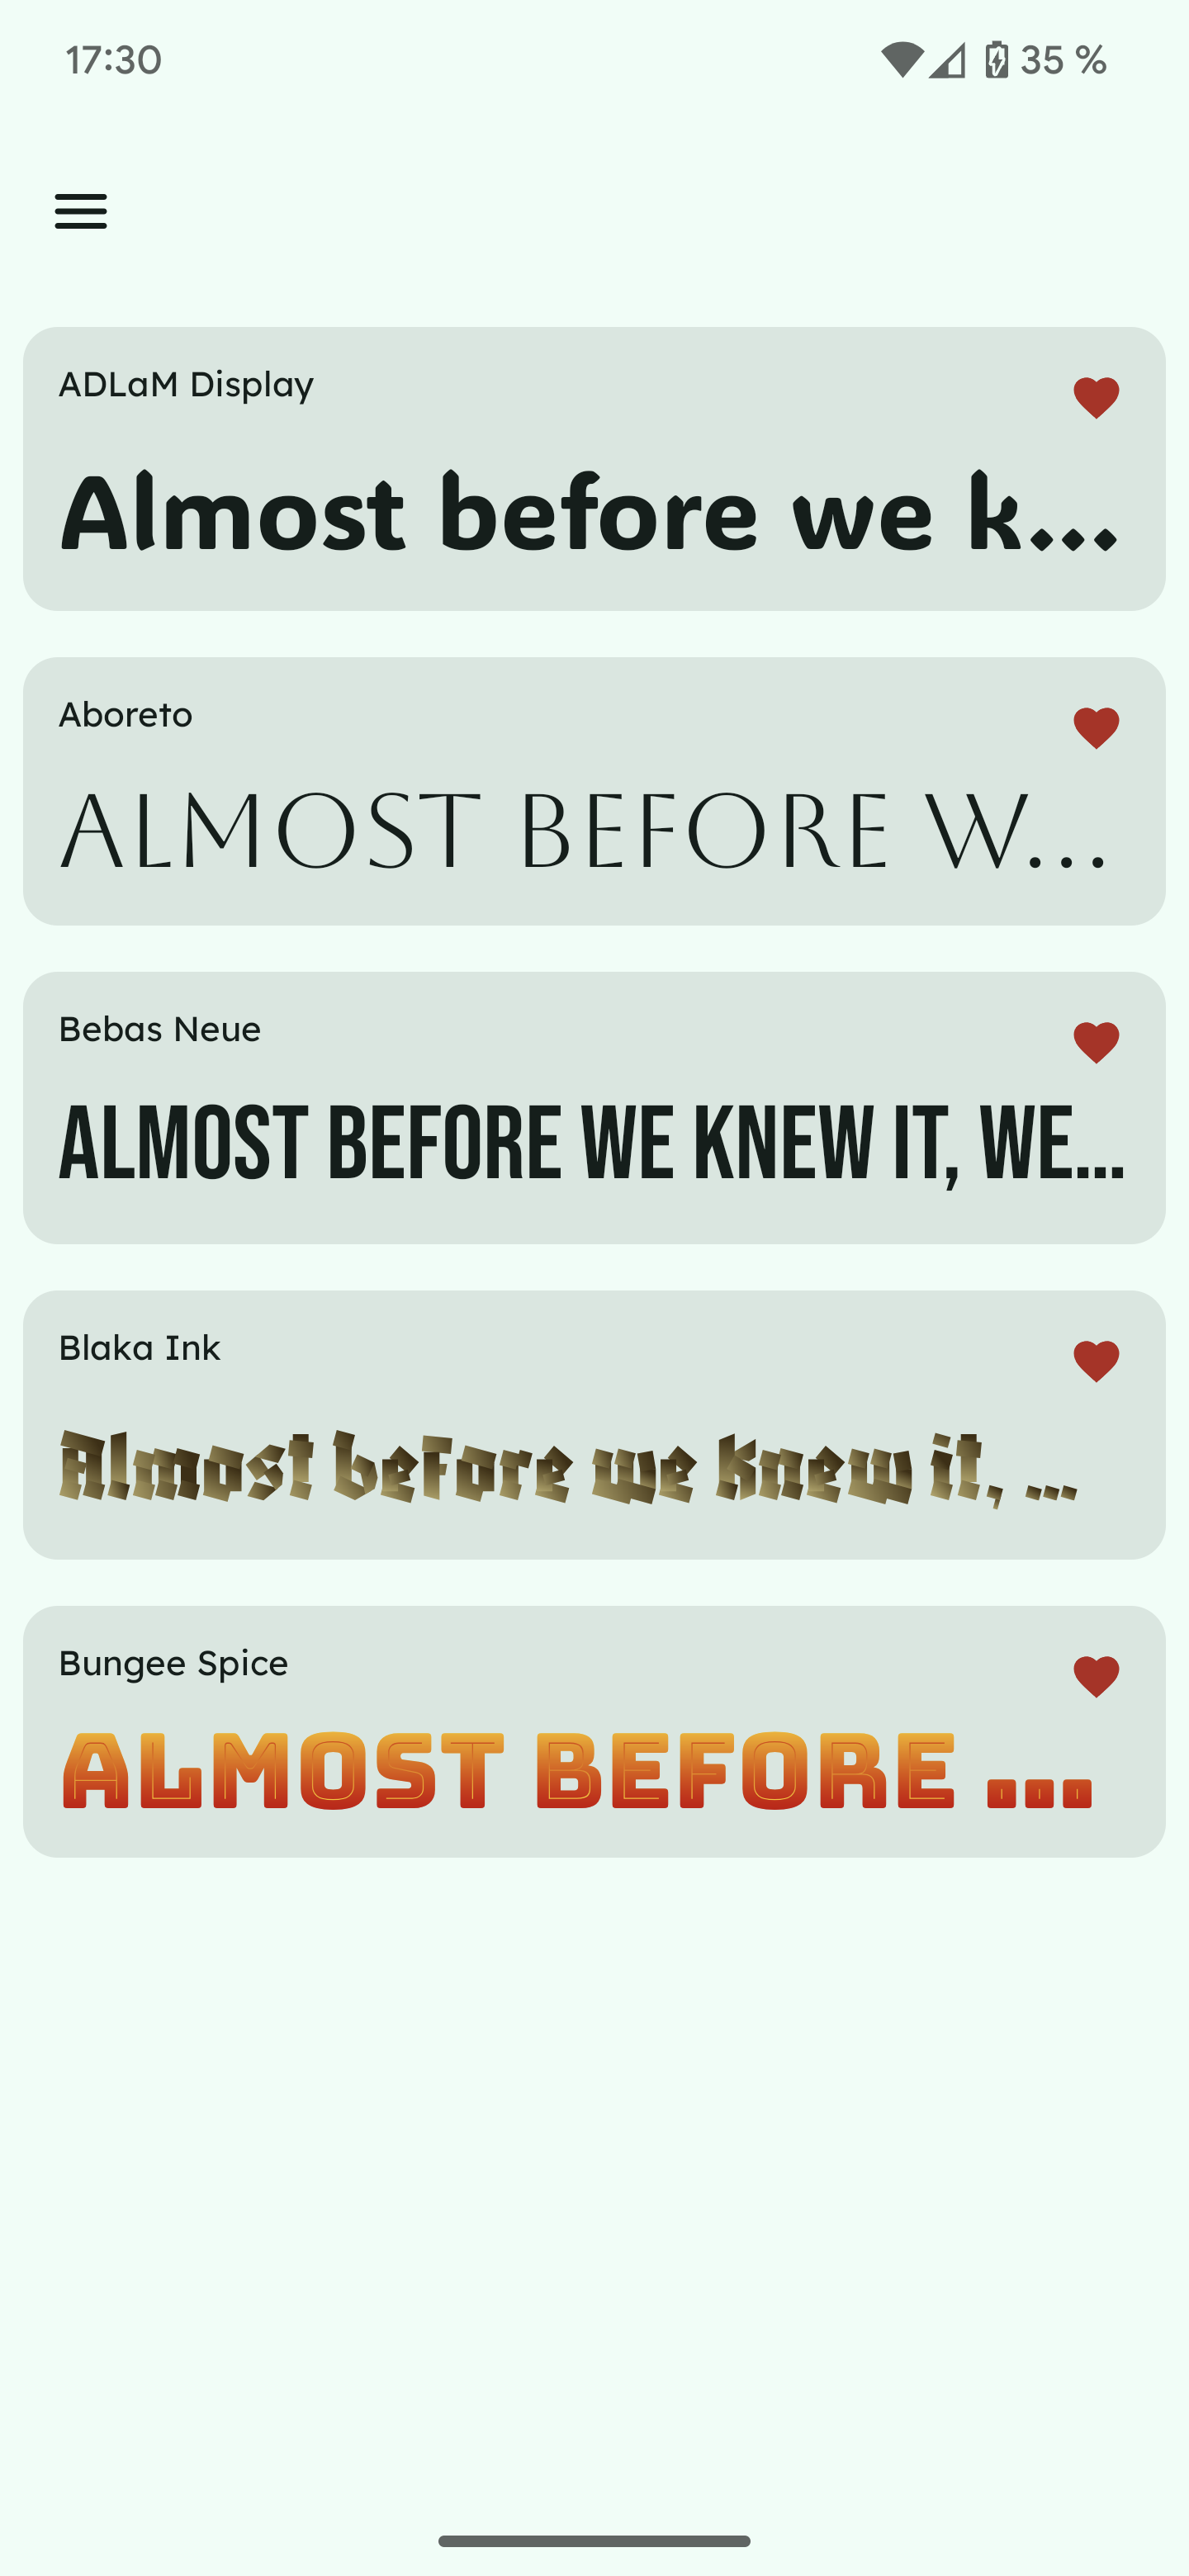 17:30
35 %
ADLaM Display
Almost before we k...
Aboreto
ALMOST BEFORE W...
Bebas Neue
ALMOST BEFORE WE KNEW IT, WE...
Blaka Ink
Almost before we knew it, ...
Bungee Spice
ALMOST BEFORE ...